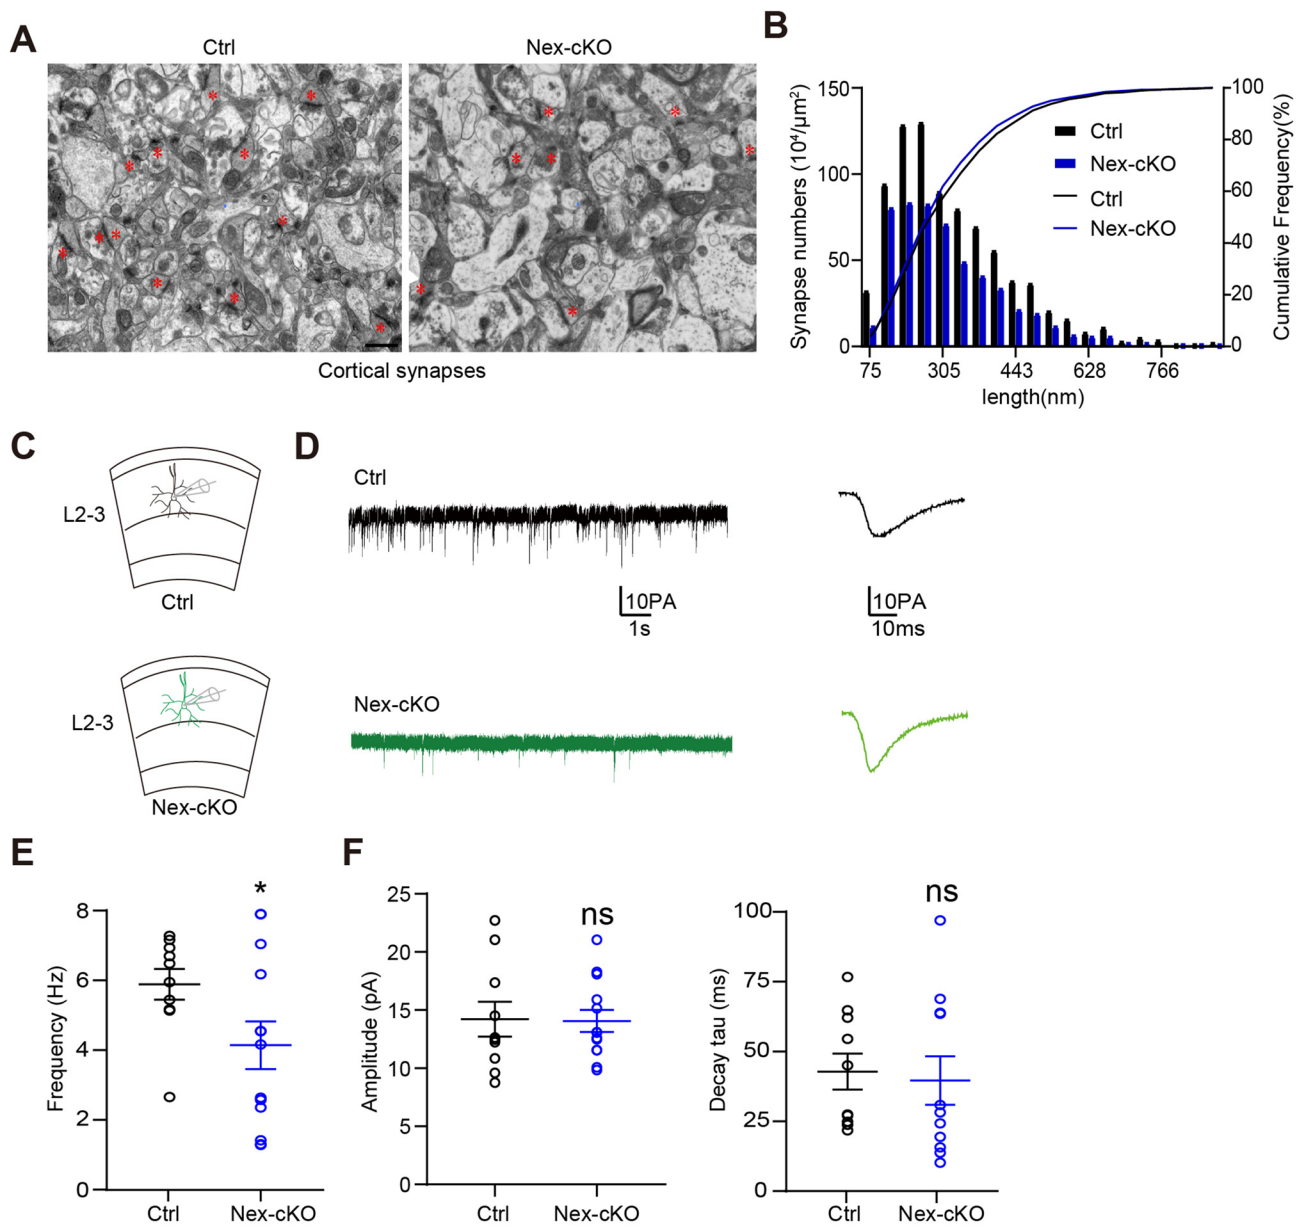 A
Ctrl
Nex-cKO
Cortical synapses
B
Synapse numbers (10⁴/μm²)
150
100
50
0
Ctrl
Nex-cKO
Ctrl
Nex-cKO
100
80
60
40
20
0
Cumulative Frequency(%)
75 305 443 628 766
length(nm)
C
L2-3
Ctrl
L2-3
Nex-cKO
D
Ctrl
10PA
1s
10PA
10ms
Nex-cKO
E
Frequency (Hz)
8
6
4
2
0
*
Ctrl Nex-cKO
F
Amplitude (pA)
25
20
15
10
5
0
ns
Ctrl Nex-cKO
Decay tau (ms)
100
75
50
25
0
ns
Ctrl Nex-cKO